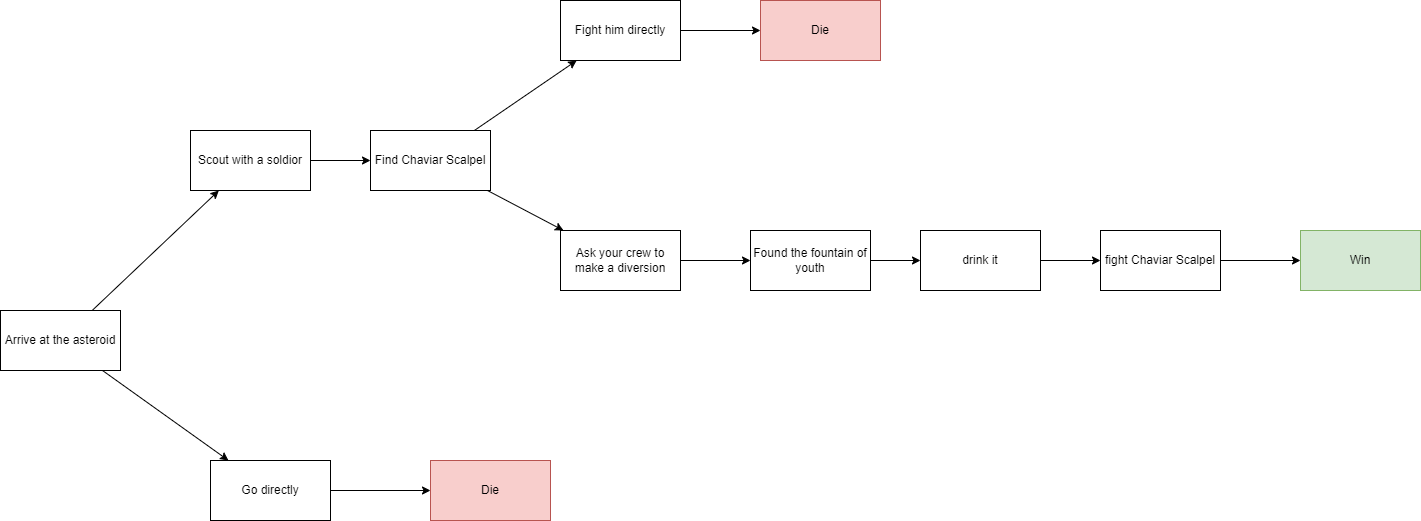 Fight him directly
Die
Scout with a soldior
Find Chaviar Scalpel
Ask your crew to
make a diversion
Found the fountain of
youth
drink it
fight Chaviar Scalpel
Win
Arrive at the asteroid
Go directly
Die